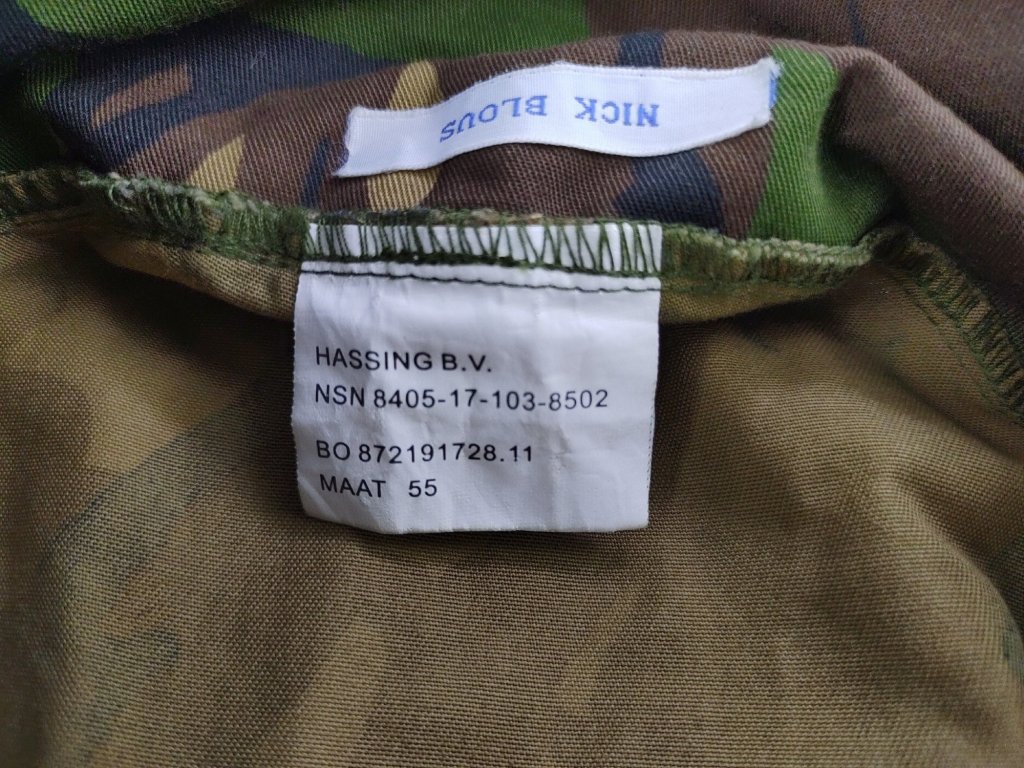 NICK BLOUS
HASSING B.V.
NSN 8405-17-103-8502
BO 872191728.11
MAAT 55